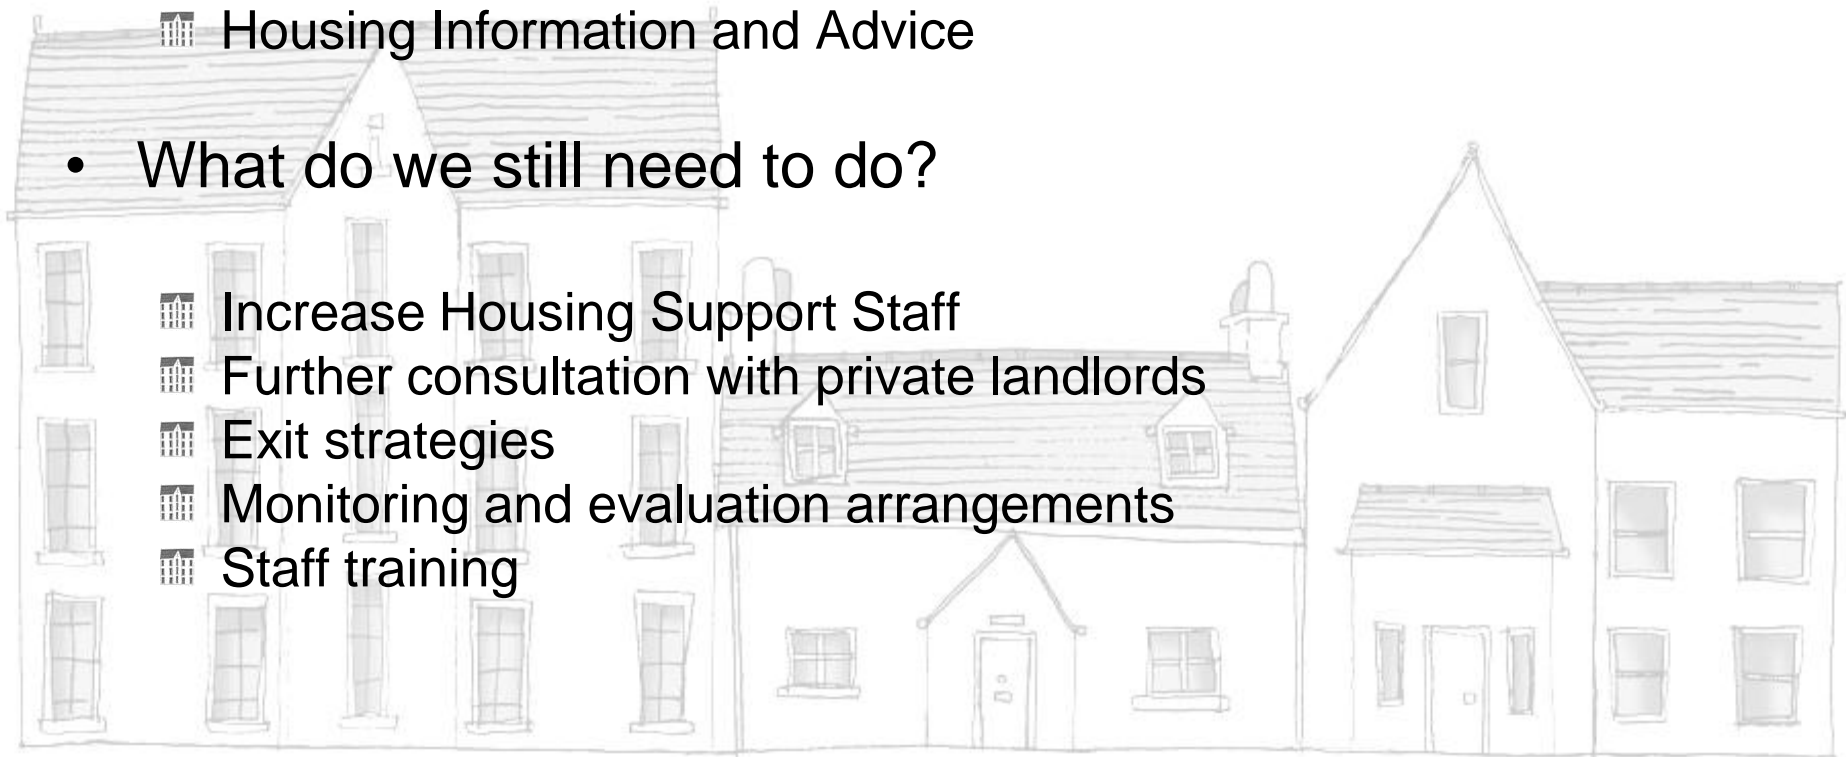 Housing Information and Advice
• What do we still need to do?
Increase Housing Support Staff
Further consultation with private landlords
Exit strategies
Monitoring and evaluation arrangements
Staff training